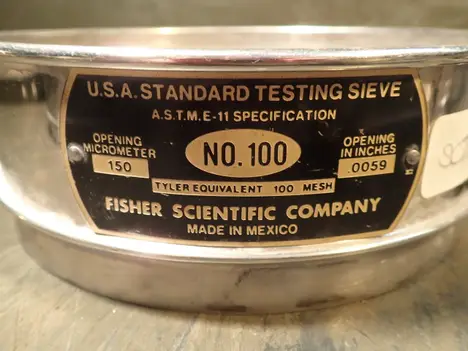 U.S.A. STANDARD TESTING SIEVE
A.S.T.M. E-11 SPECIFICATION
OPENING
MICROMETER
150
NO. 100
OPENING
IN INCHES
.0059
TYLER EQUIVALENT 100 MESH
FISHER SCIENTIFIC COMPANY
MADE IN MEXICO